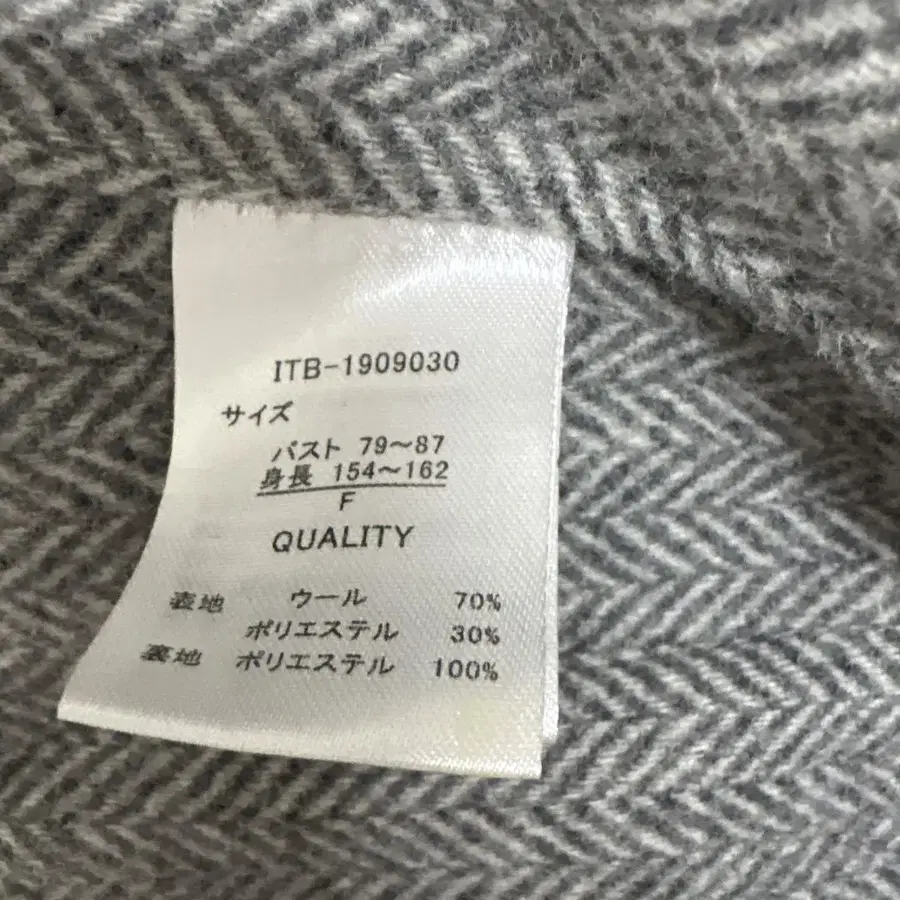 ITB-1909030
サイズ
バスト 79～87
身長 154～162
F
QUALITY
表地 ウール 70%
ポリエステル 30%
裏地 ポリエステル 100%